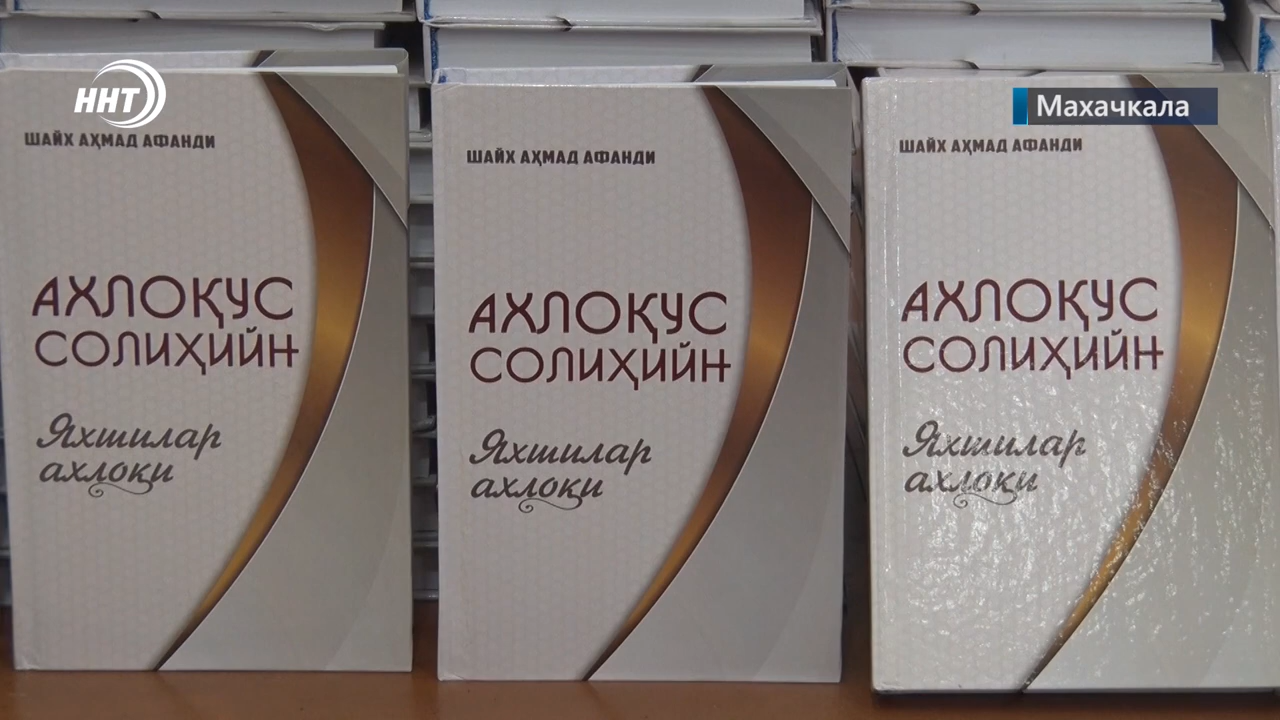 ННТ
Махачкала
ШАЙХ АҲМАД АФАНДИ
АХЛОҚУС
СОЛИҲИЙН
Яхшилар
ахлоқи
ШАЙХ АҲМАД АФАНДИ
АХЛОҚУС
СОЛИҲИЙН
Яхшилар
ахлоқи
ШАЙХ АҲМАД АФАНДИ
АХЛОҚУС
СОЛИҲИЙН
Яхшилар
ахлоқи